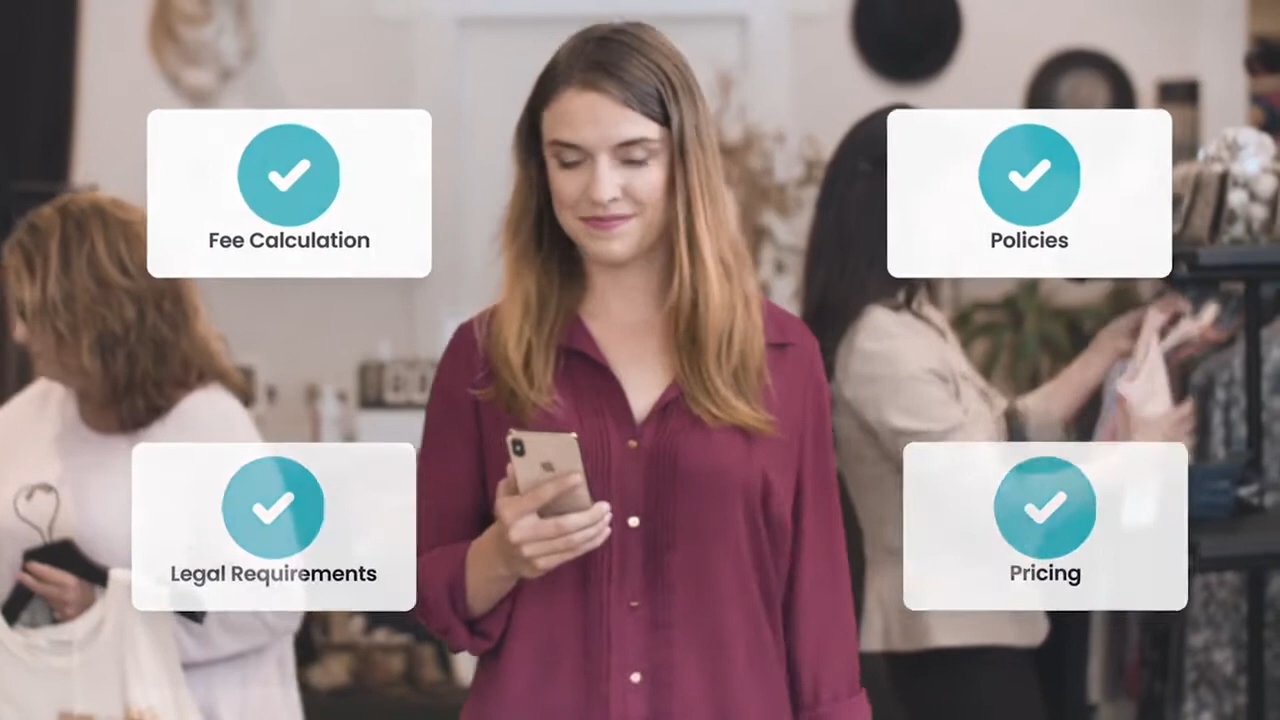 Fee Calculation
Policies
Legal Requirements
Pricing